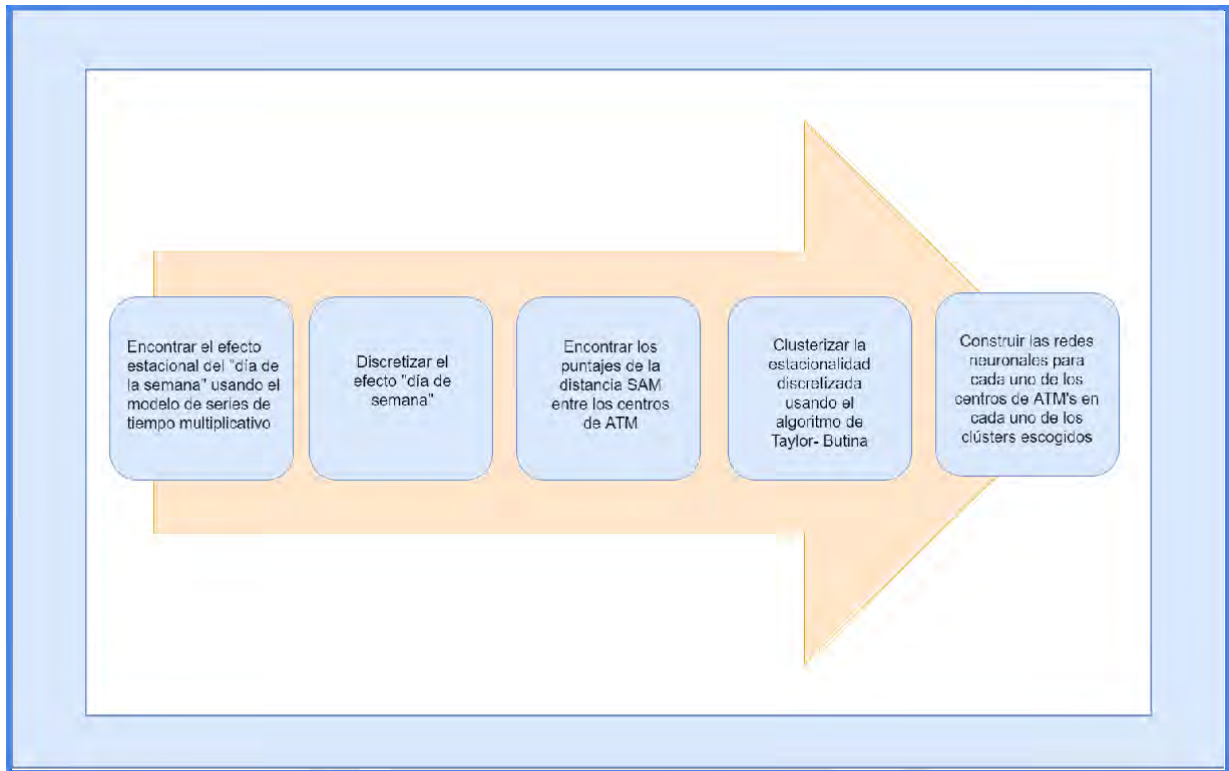 Encontrar el efecto
estacional del "día de
la semana" usando el
modelo de series de
tiempo multiplicativo
Discretizar el
efecto "día de
semana"
Encontrar los
puntajes de la
distancia SAM
entre los centros
de ATM
Clusterizar la
estacionalidad
discretizada
usando el
algoritmo de
Taylor- Butina
Construir las redes
neuronales para
cada uno de los
centros de ATM's en
cada uno de los
clústers escogidos